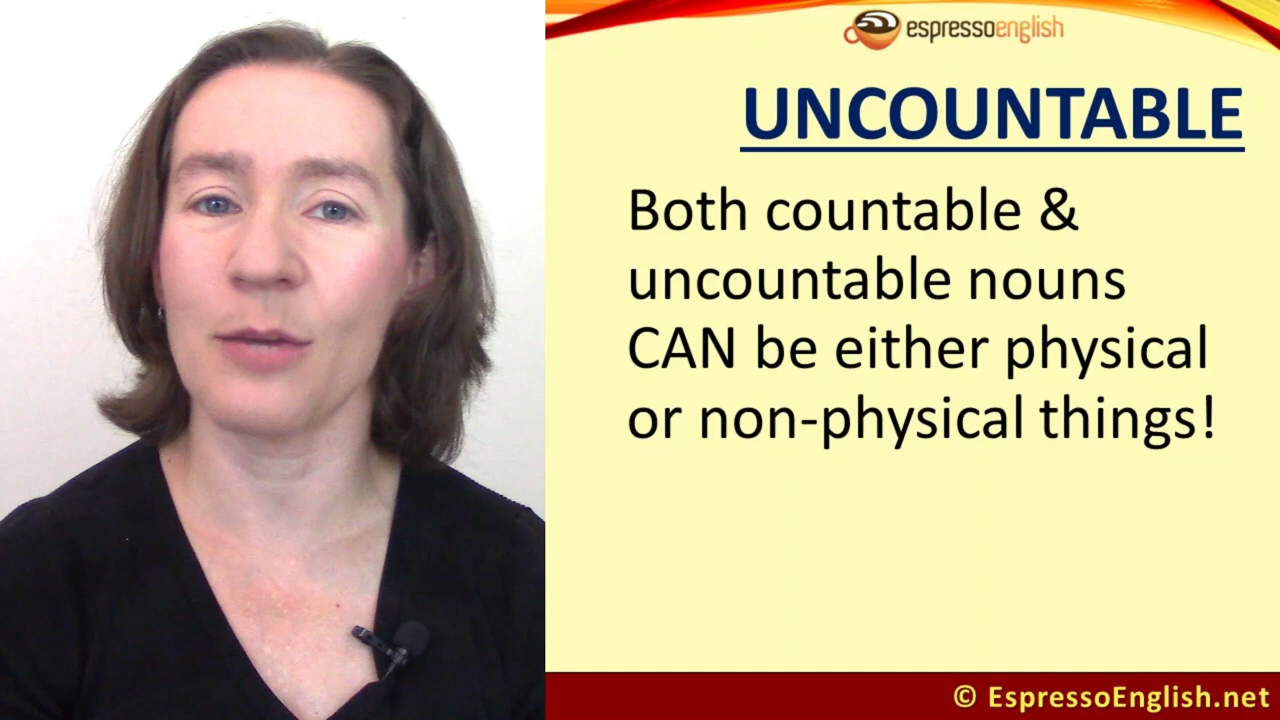 espressoenglish
UNCOUNTABLE
Both countable &
uncountable nouns
CAN be either physical
or non-physical things!
© EspressoEnglish.net